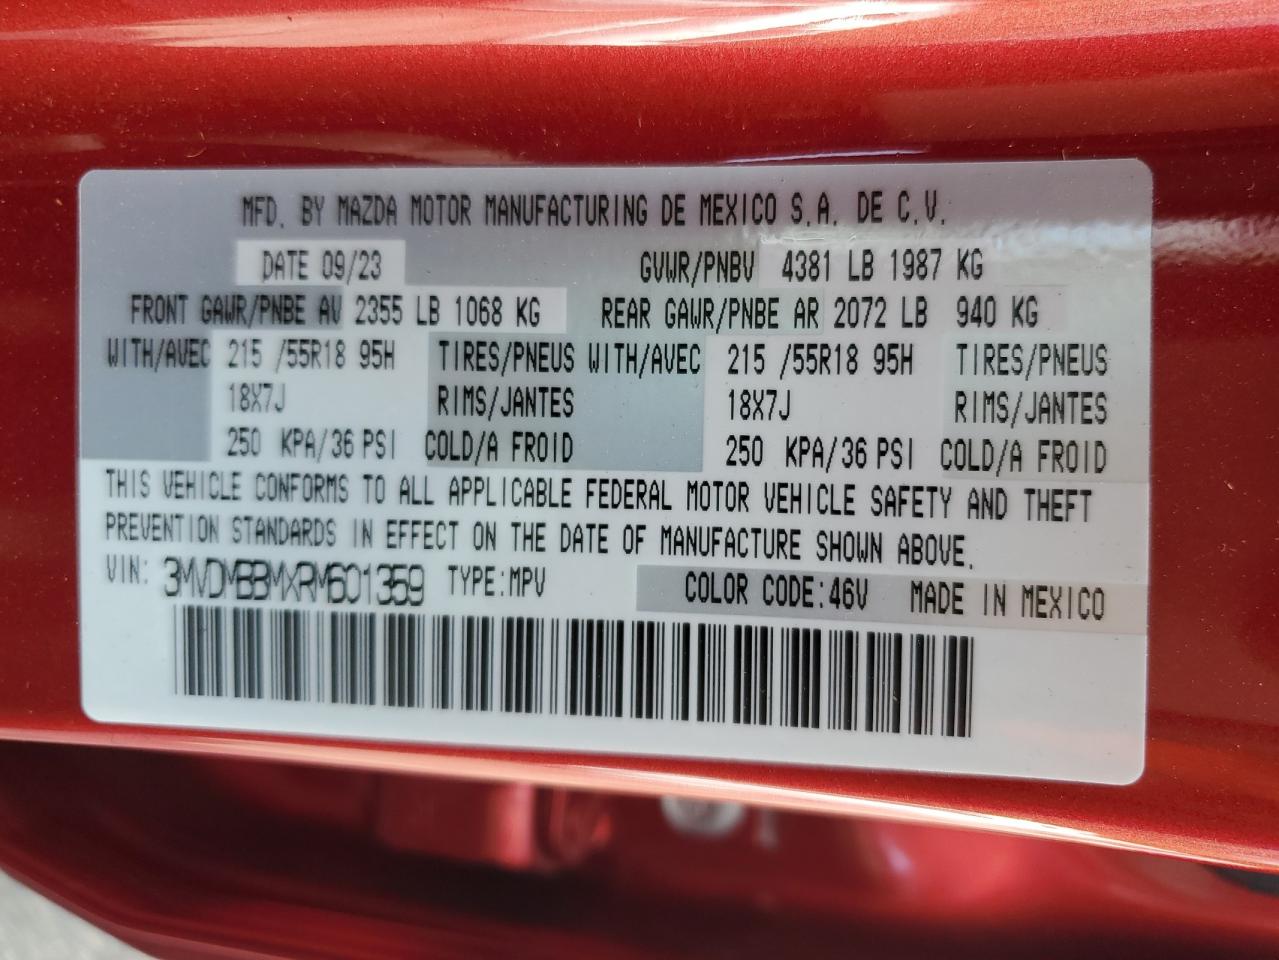 MFD. BY MAZDA MOTOR MANUFACTURING DE MEXICO S.A. DE C.V.
DATE 09/23 GVWR/PNBV 4381 LB 1987 KG
FRONT GAWR/PNBE AV 2355 LB 1068 KG REAR GAWR/PNBE AR 2072 LB 940 KG
WITH/AVEC 215 /55R18 95H TIRES/PNEUS WITH/AVEC 215 /55R18 95H TIRES/PNEUS
18X7J RIMS/JANTES 18X7J RIMS/JANTES
250 KPA/36 PSI COLD/A FROID 250 KPA/36 PSI COLD/A FROID
THIS VEHICLE CONFORMS TO ALL APPLICABLE FEDERAL MOTOR VEHICLE SAFETY AND THEFT
PREVENTION STANDARDS IN EFFECT ON THE DATE OF MANUFACTURE SHOWN ABOVE.
VIN: 3MVDMBBMXRM601359 TYPE:MPV COLOR CODE:46V MADE IN MEXICO